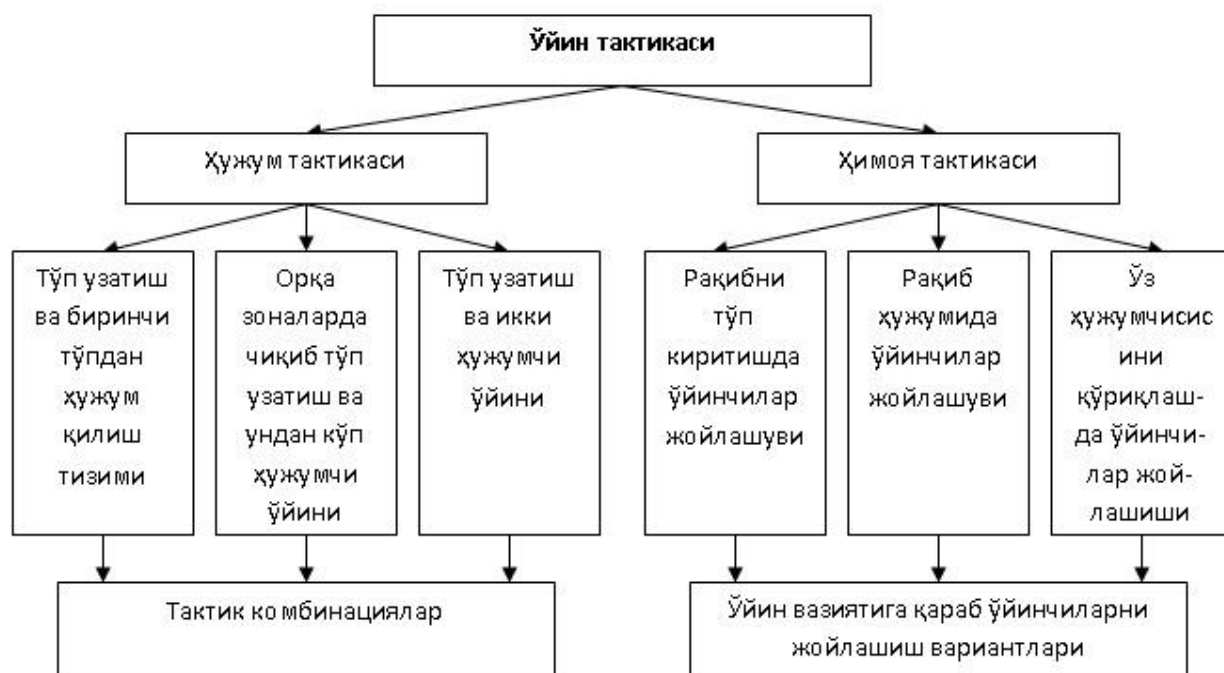 Ўйин тактикаси
Ҳужум тактикаси
Ҳимоя тактикаси
Тўп узатиш
ва биринчи
тўпдан
ҳужум
қилиш
тизими
Орқа
зоналарда
чиқиб тўп
узатиш ва
ундан кўп
ҳужумчи
ўйини
Тўп узатиш
ва икки
ҳужумчи
ўйини
Рақибни
тўп
киритишда
ўйинчилар
жойлашуви
Рақиб
ҳужумида
ўйинчилар
жойлашуви
Ўз
ҳужумчисис
ини
қўриқлаш-
да ўйинчи-
лар жой-
лашиши
Тактик комбинациялар
Ўйин вазиятига қараб ўйинчиларни
жойлашиш вариантлари